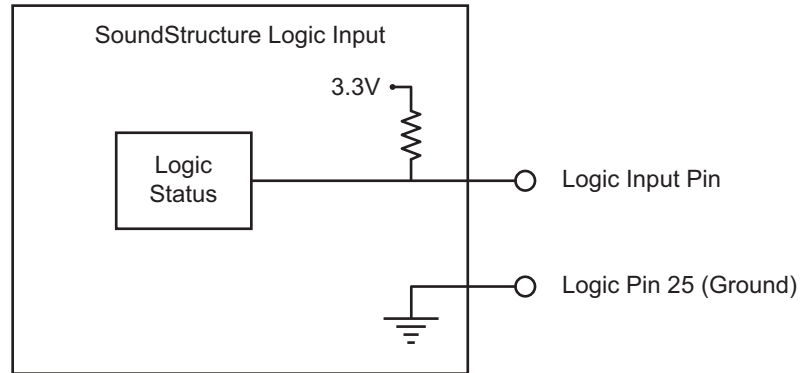 SoundStructure Logic Input
3.3V
Logic
Status
Logic Input Pin
Logic Pin 25 (Ground)